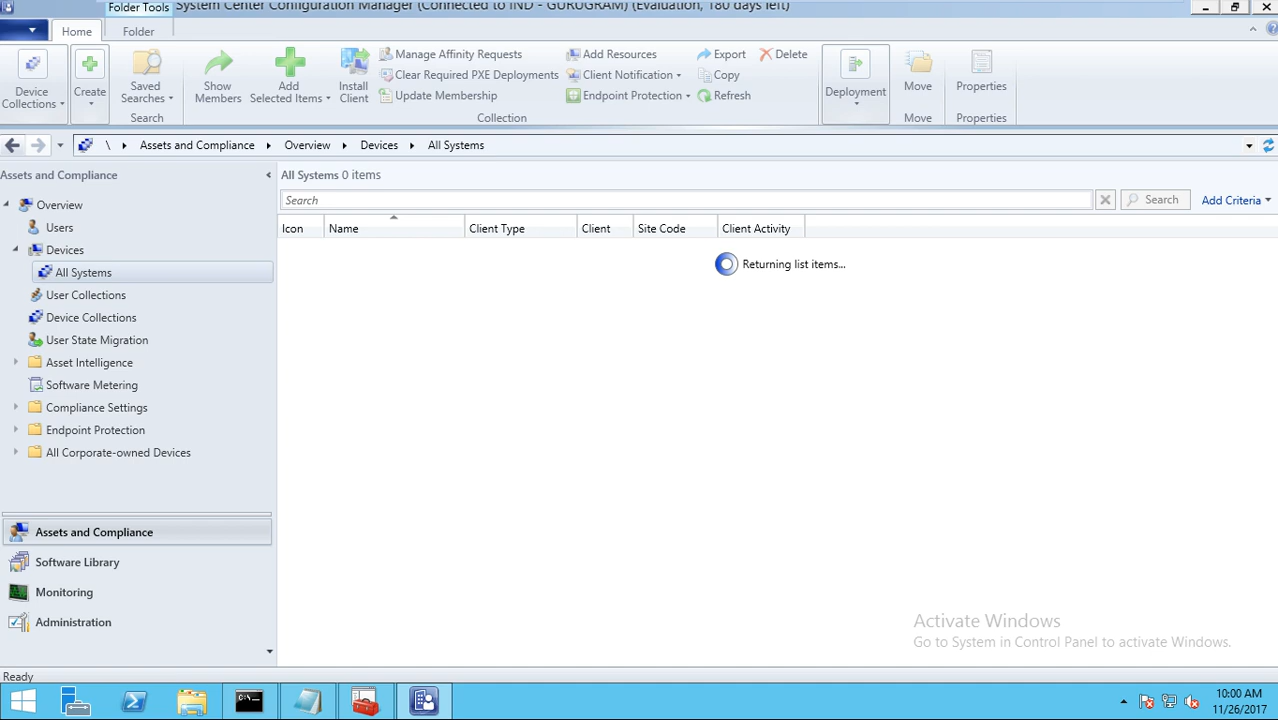 Folder Tools System Center Configuration Manager (Connected to IND - GURUGRAM) (Evaluation, 180 days left)
Home Folder
Device Collections Create Saved Searches Show Members Add Selected Items Install Client Manage Affinity Requests Add Resources Export Delete Deployment Move Properties
Clear Required PXE Deployments Client Notification Copy
Update Membership Endpoint Protection Refresh
Search Collection Move Properties
\ Assets and Compliance Overview Devices All Systems
Assets and Compliance
All Systems 0 items
Search Search Add Criteria
Icon Name Client Type Client Site Code Client Activity
Returning list items...
Overview
Users
Devices
All Systems
User Collections
Device Collections
User State Migration
Asset Intelligence
Software Metering
Compliance Settings
Endpoint Protection
All Corporate-owned Devices
Assets and Compliance
Software Library
Monitoring
Administration
Activate Windows
Go to System in Control Panel to activate Windows.
Ready
10:00 AM
11/26/2017